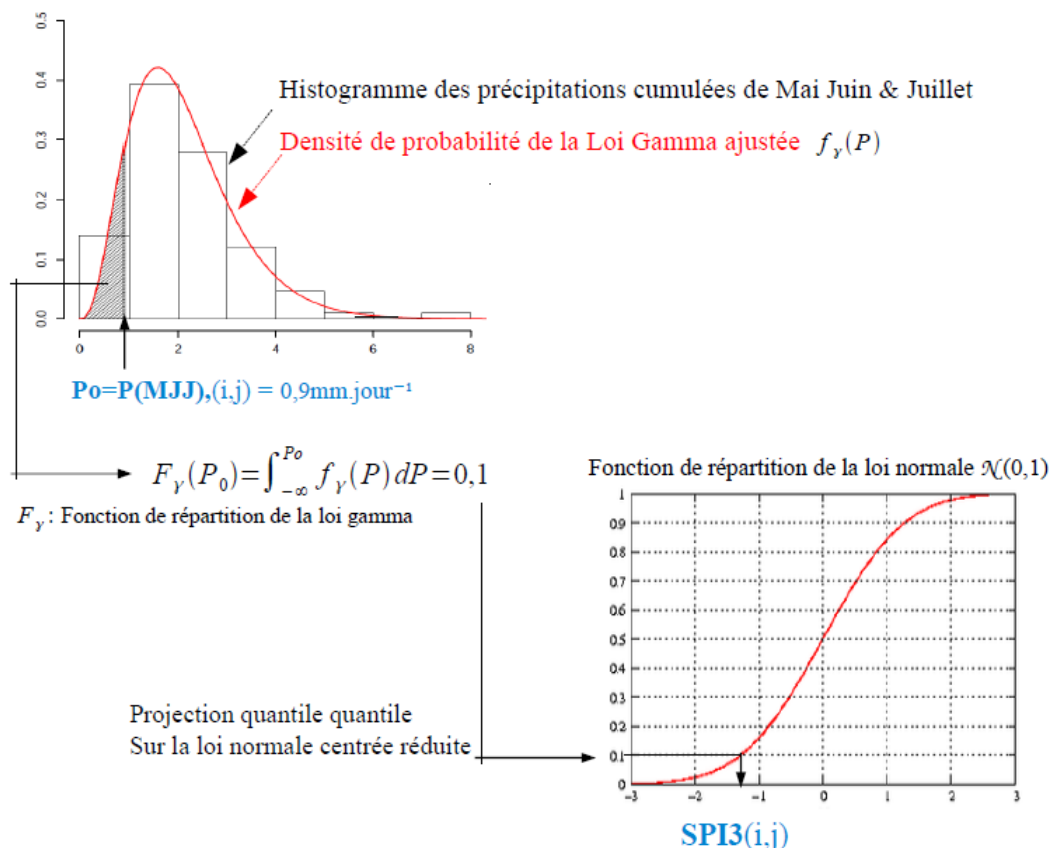 0.5
0.4
0.3
0.2
0.1
0.0
0 2 4 6 8
Histogramme des précipitations cumulées de Mai Juin & Juillet
Densité de probabilité de la Loi Gamma ajustée f_γ(P)
Po=P(MJJ),(i,j) = 0,9mm.jour⁻¹
F_γ(P_0)=∫_{-∞}^{Po} f_γ(P)dP=0,1
F_γ : Fonction de répartition de la loi gamma
Projection quantile quantile
Sur la loi normale centrée réduite
Fonction de répartition de la loi normale 𝒩(0,1)
1
0.9
0.8
0.7
0.6
0.5
0.4
0.3
0.2
0.1
0
-3 -2 -1 0 1 2 3
SPI3(i,j)